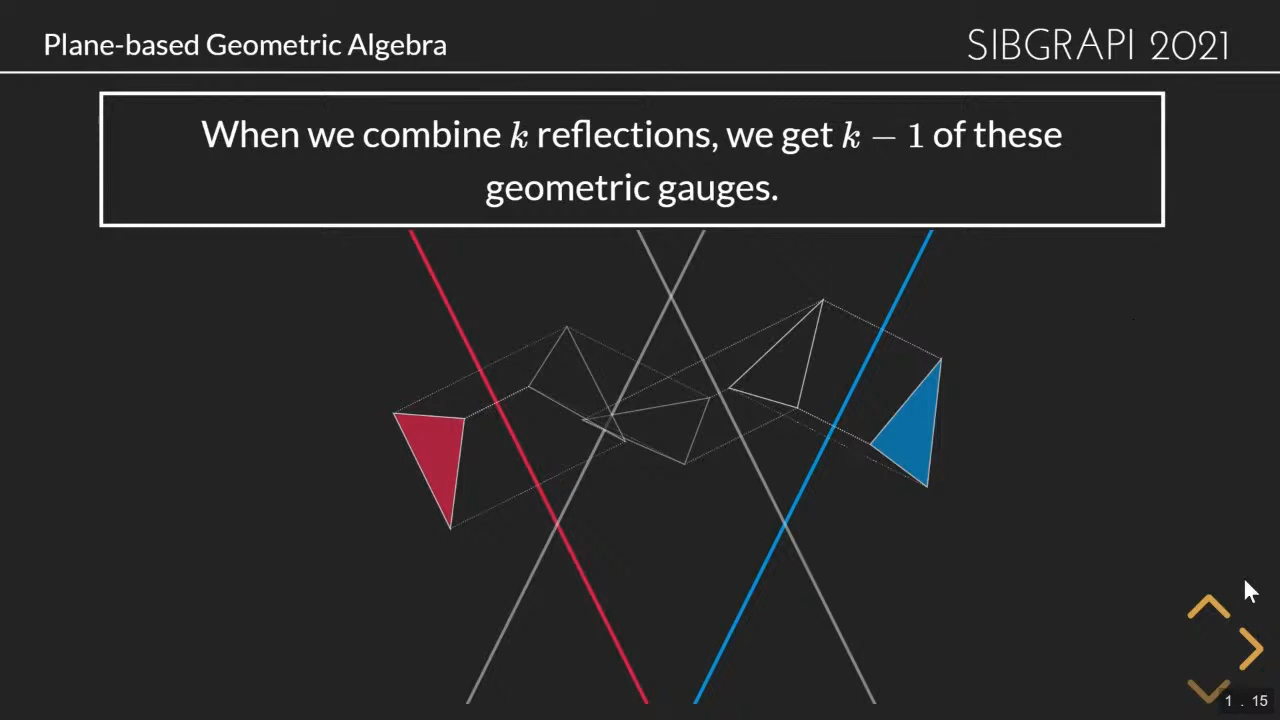 Plane-based Geometric Algebra
SIBGRAPI 2021
When we combine k reflections, we get k − 1 of these
geometric gauges.
1 . 15